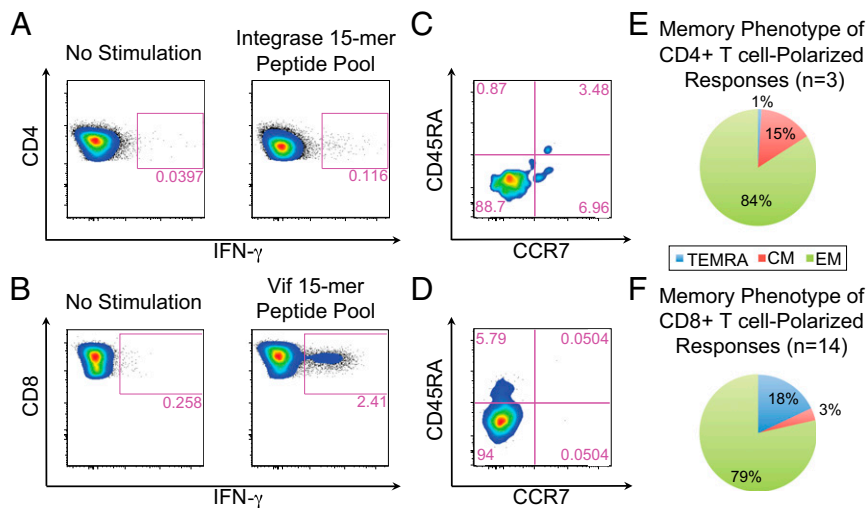 A
No Stimulation
Integrase 15-mer
Peptide Pool
CD4
0.0397
0.116
IFN-γ
C
0.87
3.48
CD45RA
88.7
6.96
CCR7
E
Memory Phenotype of
CD4+ T cell-Polarized
Responses (n=3)
1%
15%
84%
TEMRA
CM
EM
B
No Stimulation
Vif 15-mer
Peptide Pool
CD8
0.258
2.41
IFN-γ
D
5.79
0.0504
CD45RA
94
0.0504
CCR7
F
Memory Phenotype of
CD8+ T cell-Polarized
Responses (n=14)
18%
3%
79%